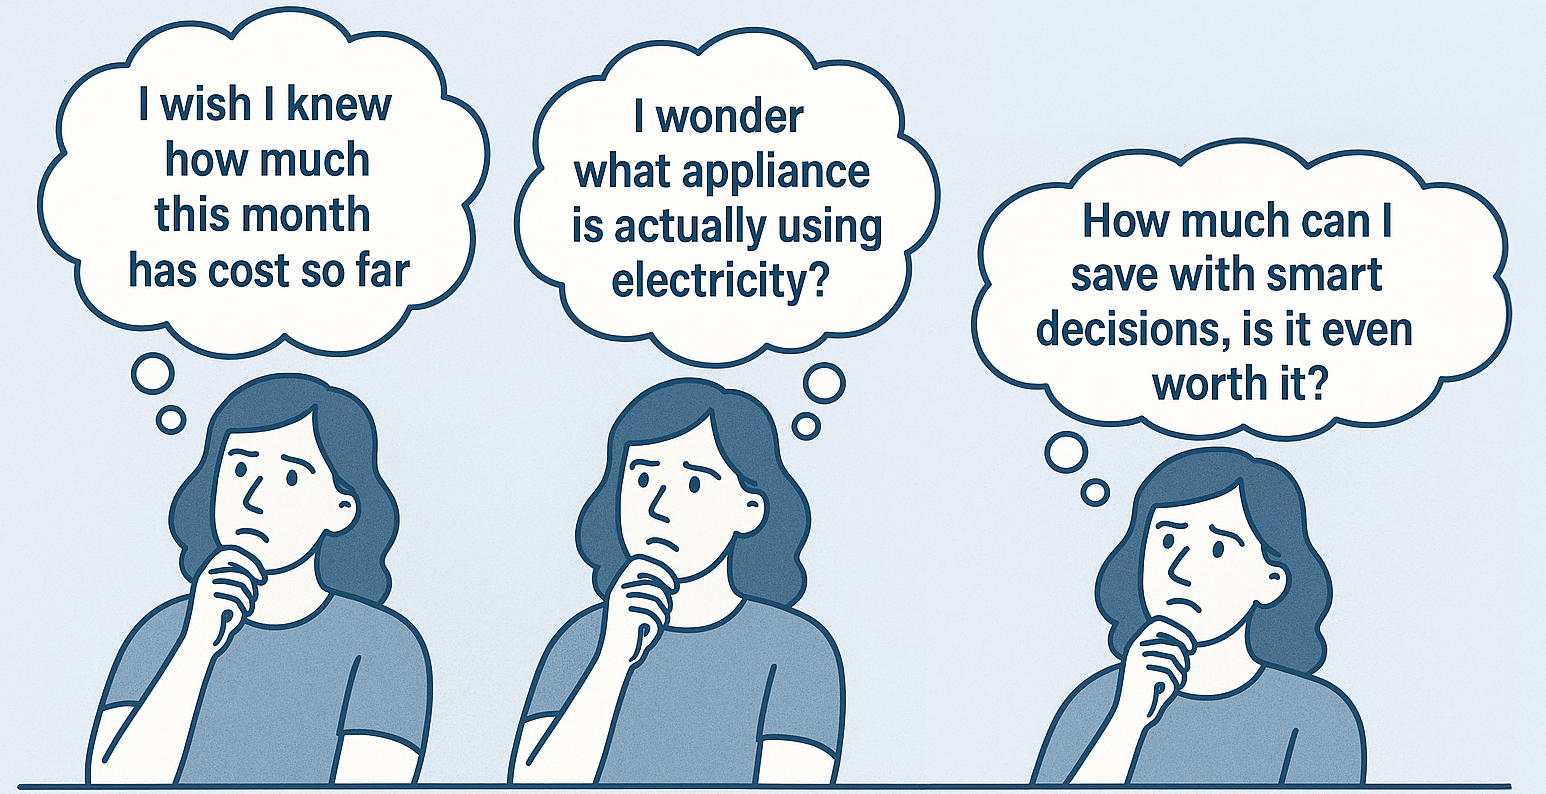 I wish I knew
how much
this month
has cost so far
I wonder
what appliance
is actually using
electricity?
How much can I
save with smart
decisions, is it even
worth it?